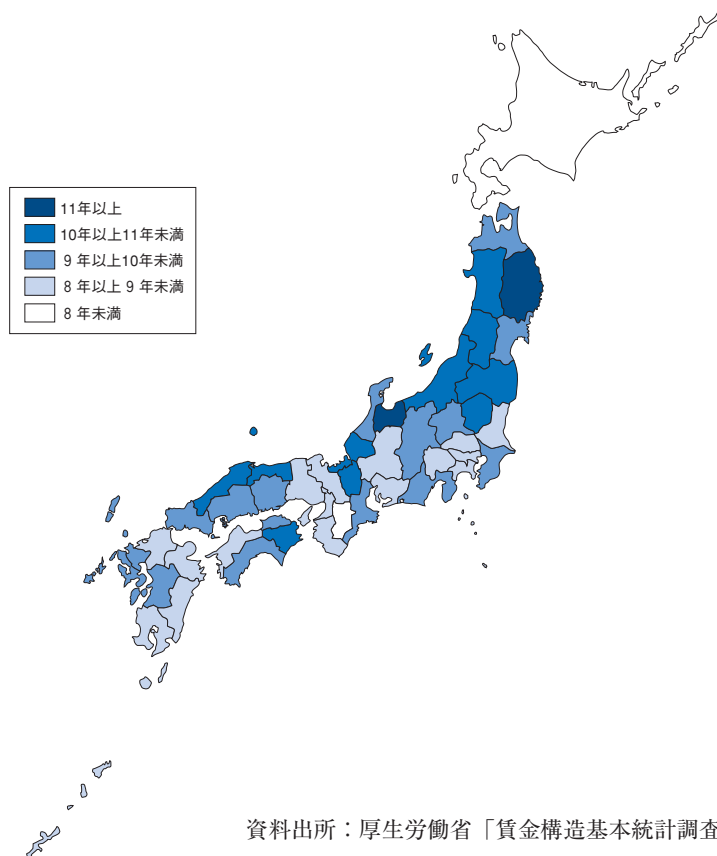 11年以上
10年以上11年未満
9 年以上10年未満
8 年以上 9 年未満
8 年未満
資料出所：厚生労働省「賃金構造基本統計調査